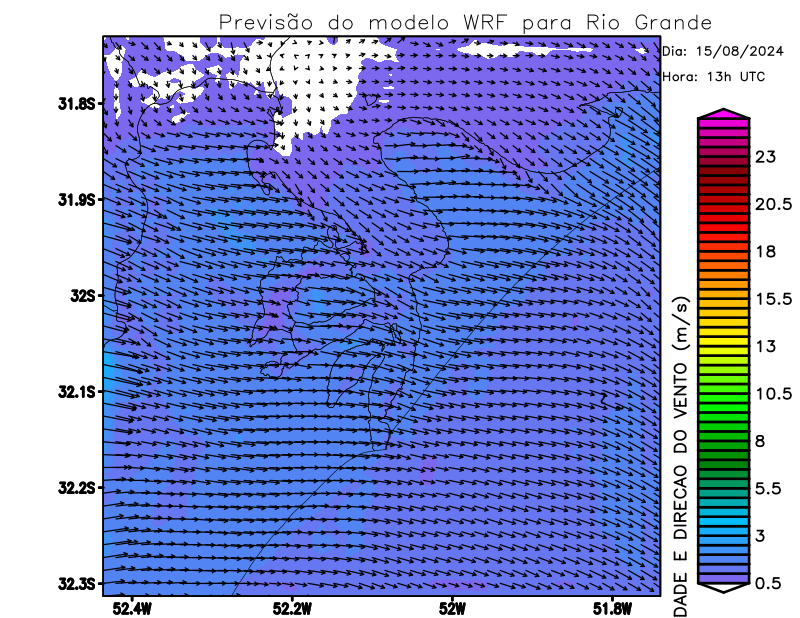 Previsão do modelo WRF para Rio Grande
Dia: 15/08/2024
Hora: 13h UTC
31.8S
31.9S
32S
32.1S
32.2S
32.3S
52.4W
52.2W
52W
51.8W
DADE E DIRECAO DO VENTO (m/s)
23
20.5
18
15.5
13
10.5
8
5.5
3
0.5